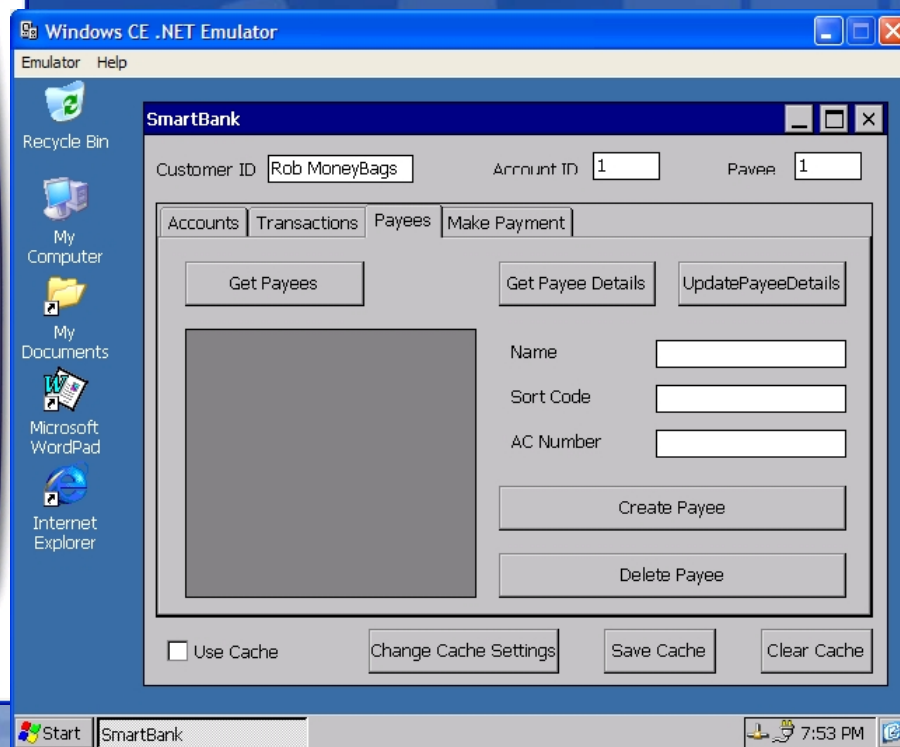 Windows CE .NET Emulator
Emulator Help
Recycle Bin
My
Computer
My
Documents
Microsoft
WordPad
Internet
Explorer
SmartBank
Customer ID Rob MoneyBags Account ID 1 Payee 1
Accounts Transactions Payees Make Payment
Get Payees Get Payee Details UpdatePayeeDetails
Name
Sort Code
AC Number
Create Payee
Delete Payee
Use Cache Change Cache Settings Save Cache Clear Cache
Start SmartBank 7:53 PM